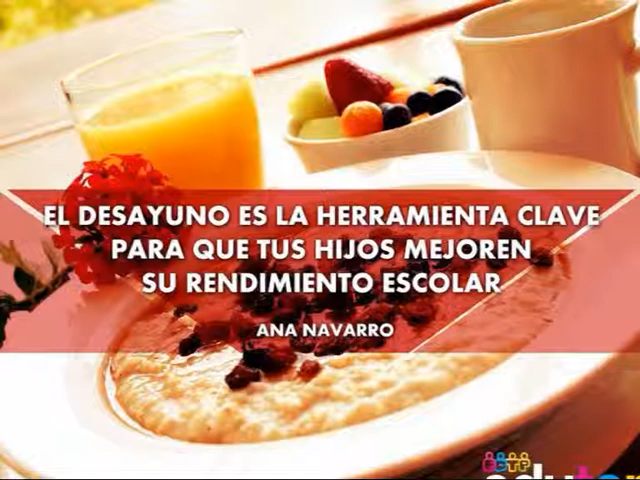 EL DESAYUNO ES LA HERRAMIENTA CLAVE
PARA QUE TUS HIJOS MEJOREN
SU RENDIMIENTO ESCOLAR
ANA NAVARRO